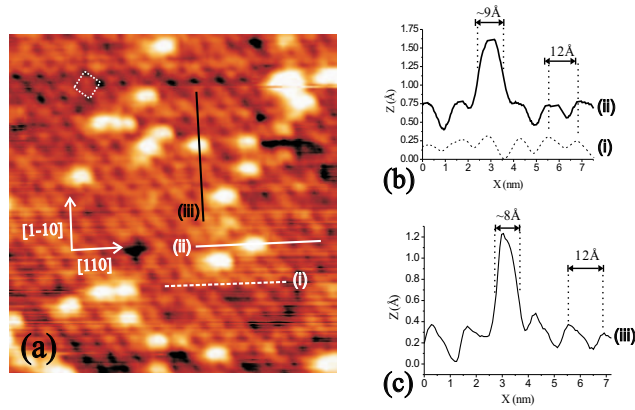 [1-10]
[110]
(iii)
(ii)
(i)
(a)
~9Å
12Å
Z (Å)
1.75
1.50
1.25
1.00
0.75
0.50
0.25
0.00
(ii)
(i)
0 1 2 3 4 5 6 7
X (nm)
(b)
~8Å
12Å
Z (Å)
1.2
1.0
0.8
0.6
0.4
0.2
0.0
(iii)
0 1 2 3 4 5 6 7
X (nm)
(c)